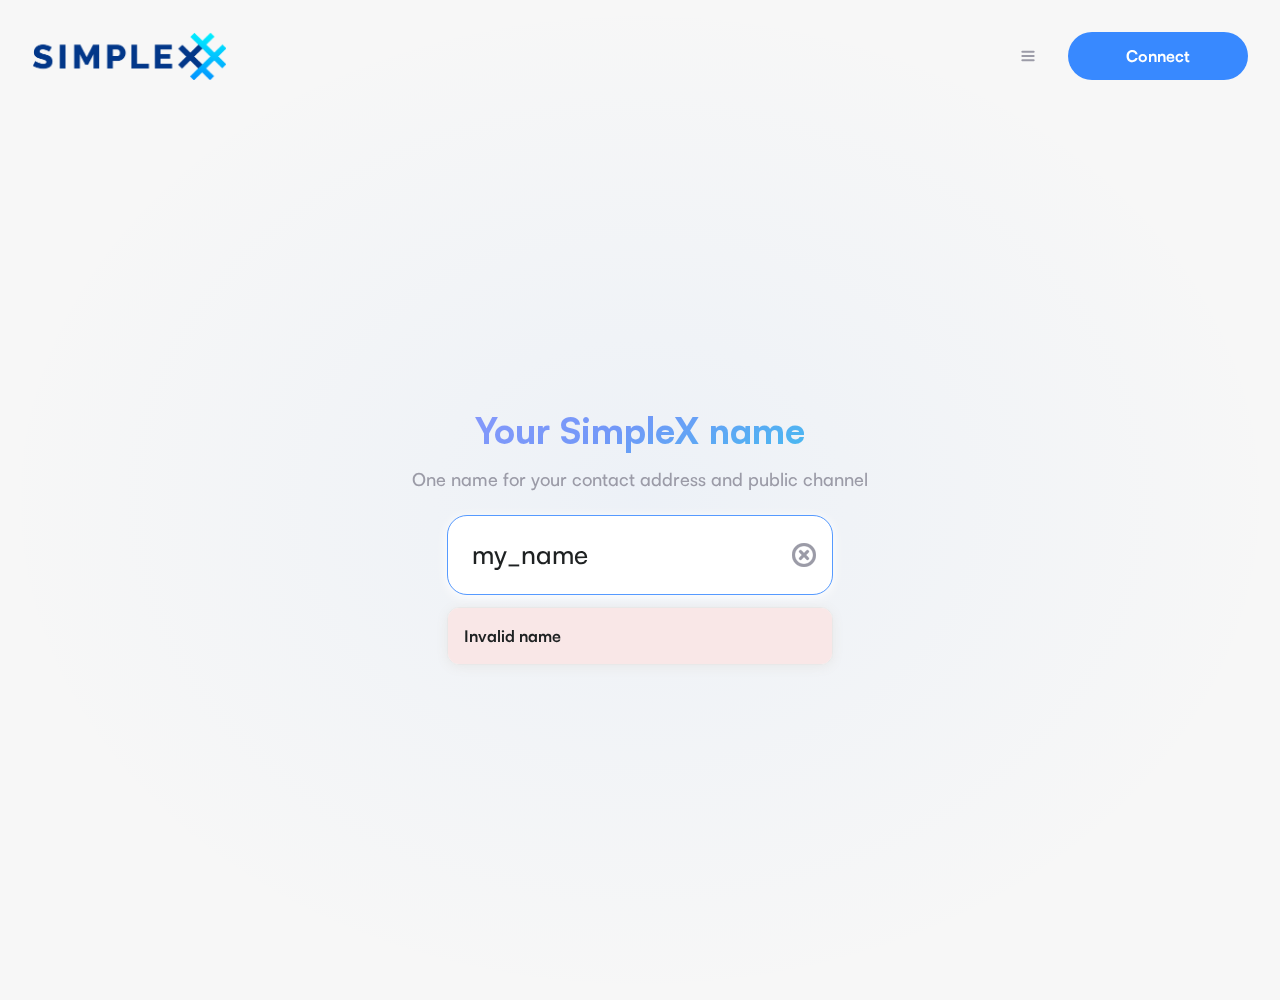 SIMPLEX
Connect
Your SimpleX name
One name for your contact address and public channel
my_name
Invalid name